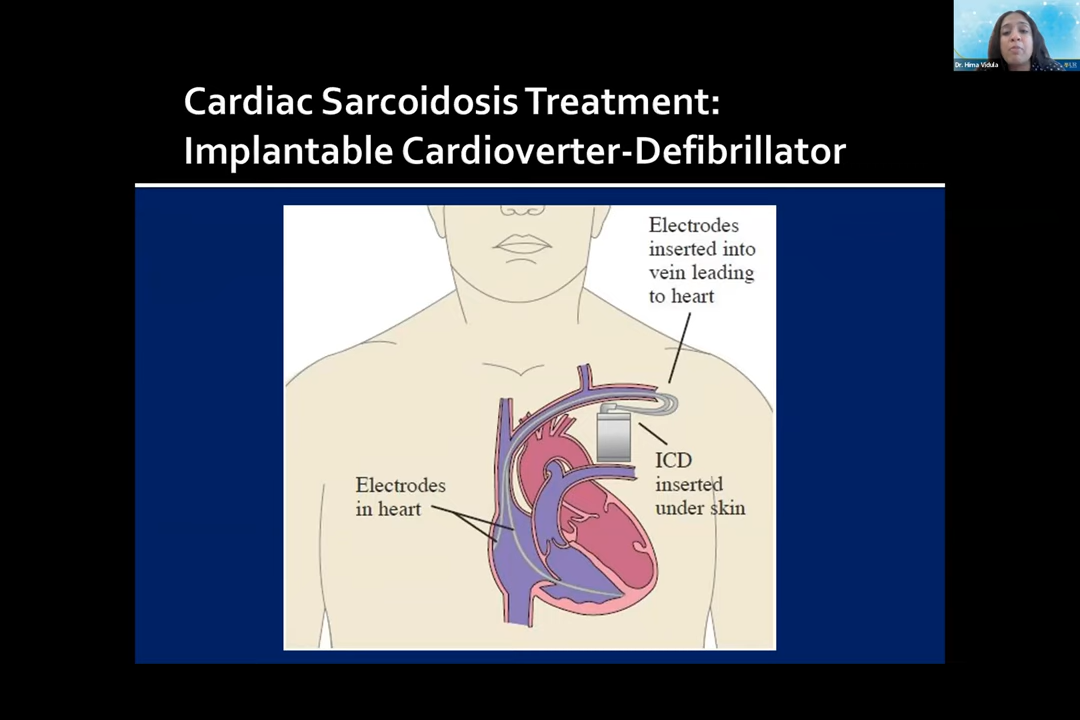 Dr. Hima Vidula
Cardiac Sarcoidosis Treatment:
Implantable Cardioverter-Defibrillator
Electrodes
inserted into
vein leading
to heart
ICD
inserted
under skin
Electrodes
in heart